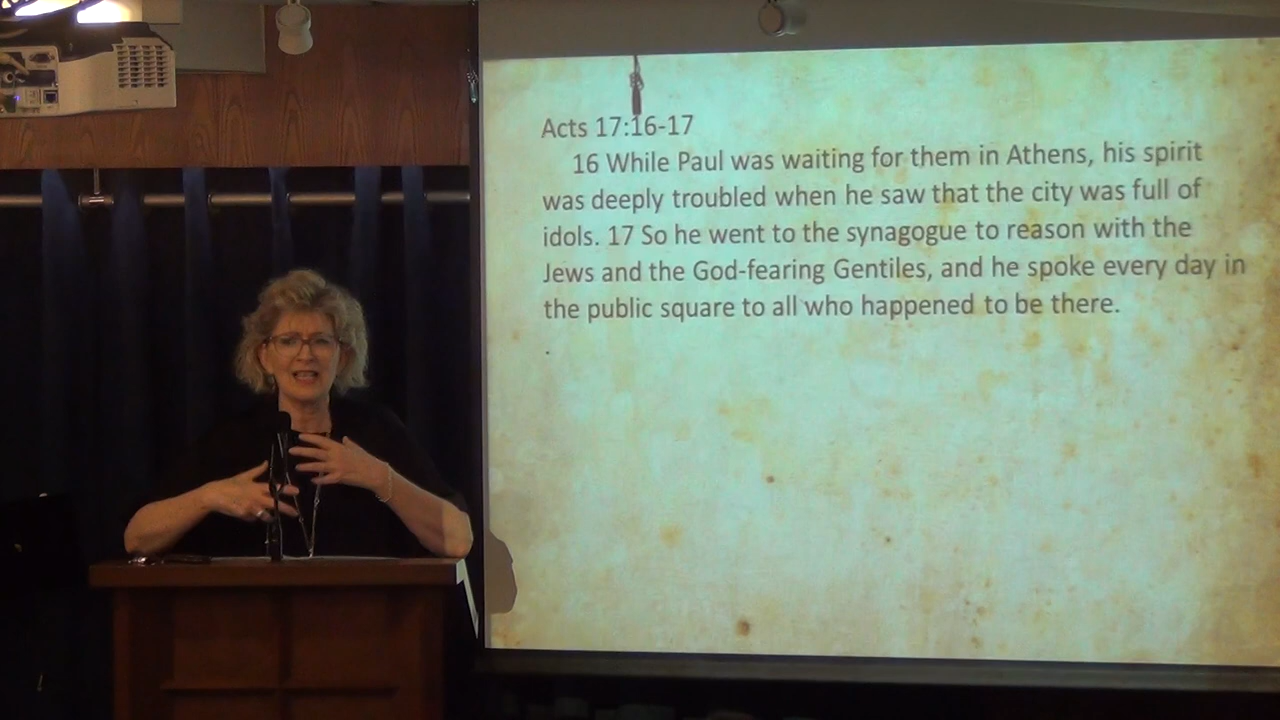 Acts 17:16-17
16 While Paul was waiting for them in Athens, his spirit
was deeply troubled when he saw that the city was full of
idols. 17 So he went to the synagogue to reason with the
Jews and the God-fearing Gentiles, and he spoke every day in
the public square to all who happened to be there.
.